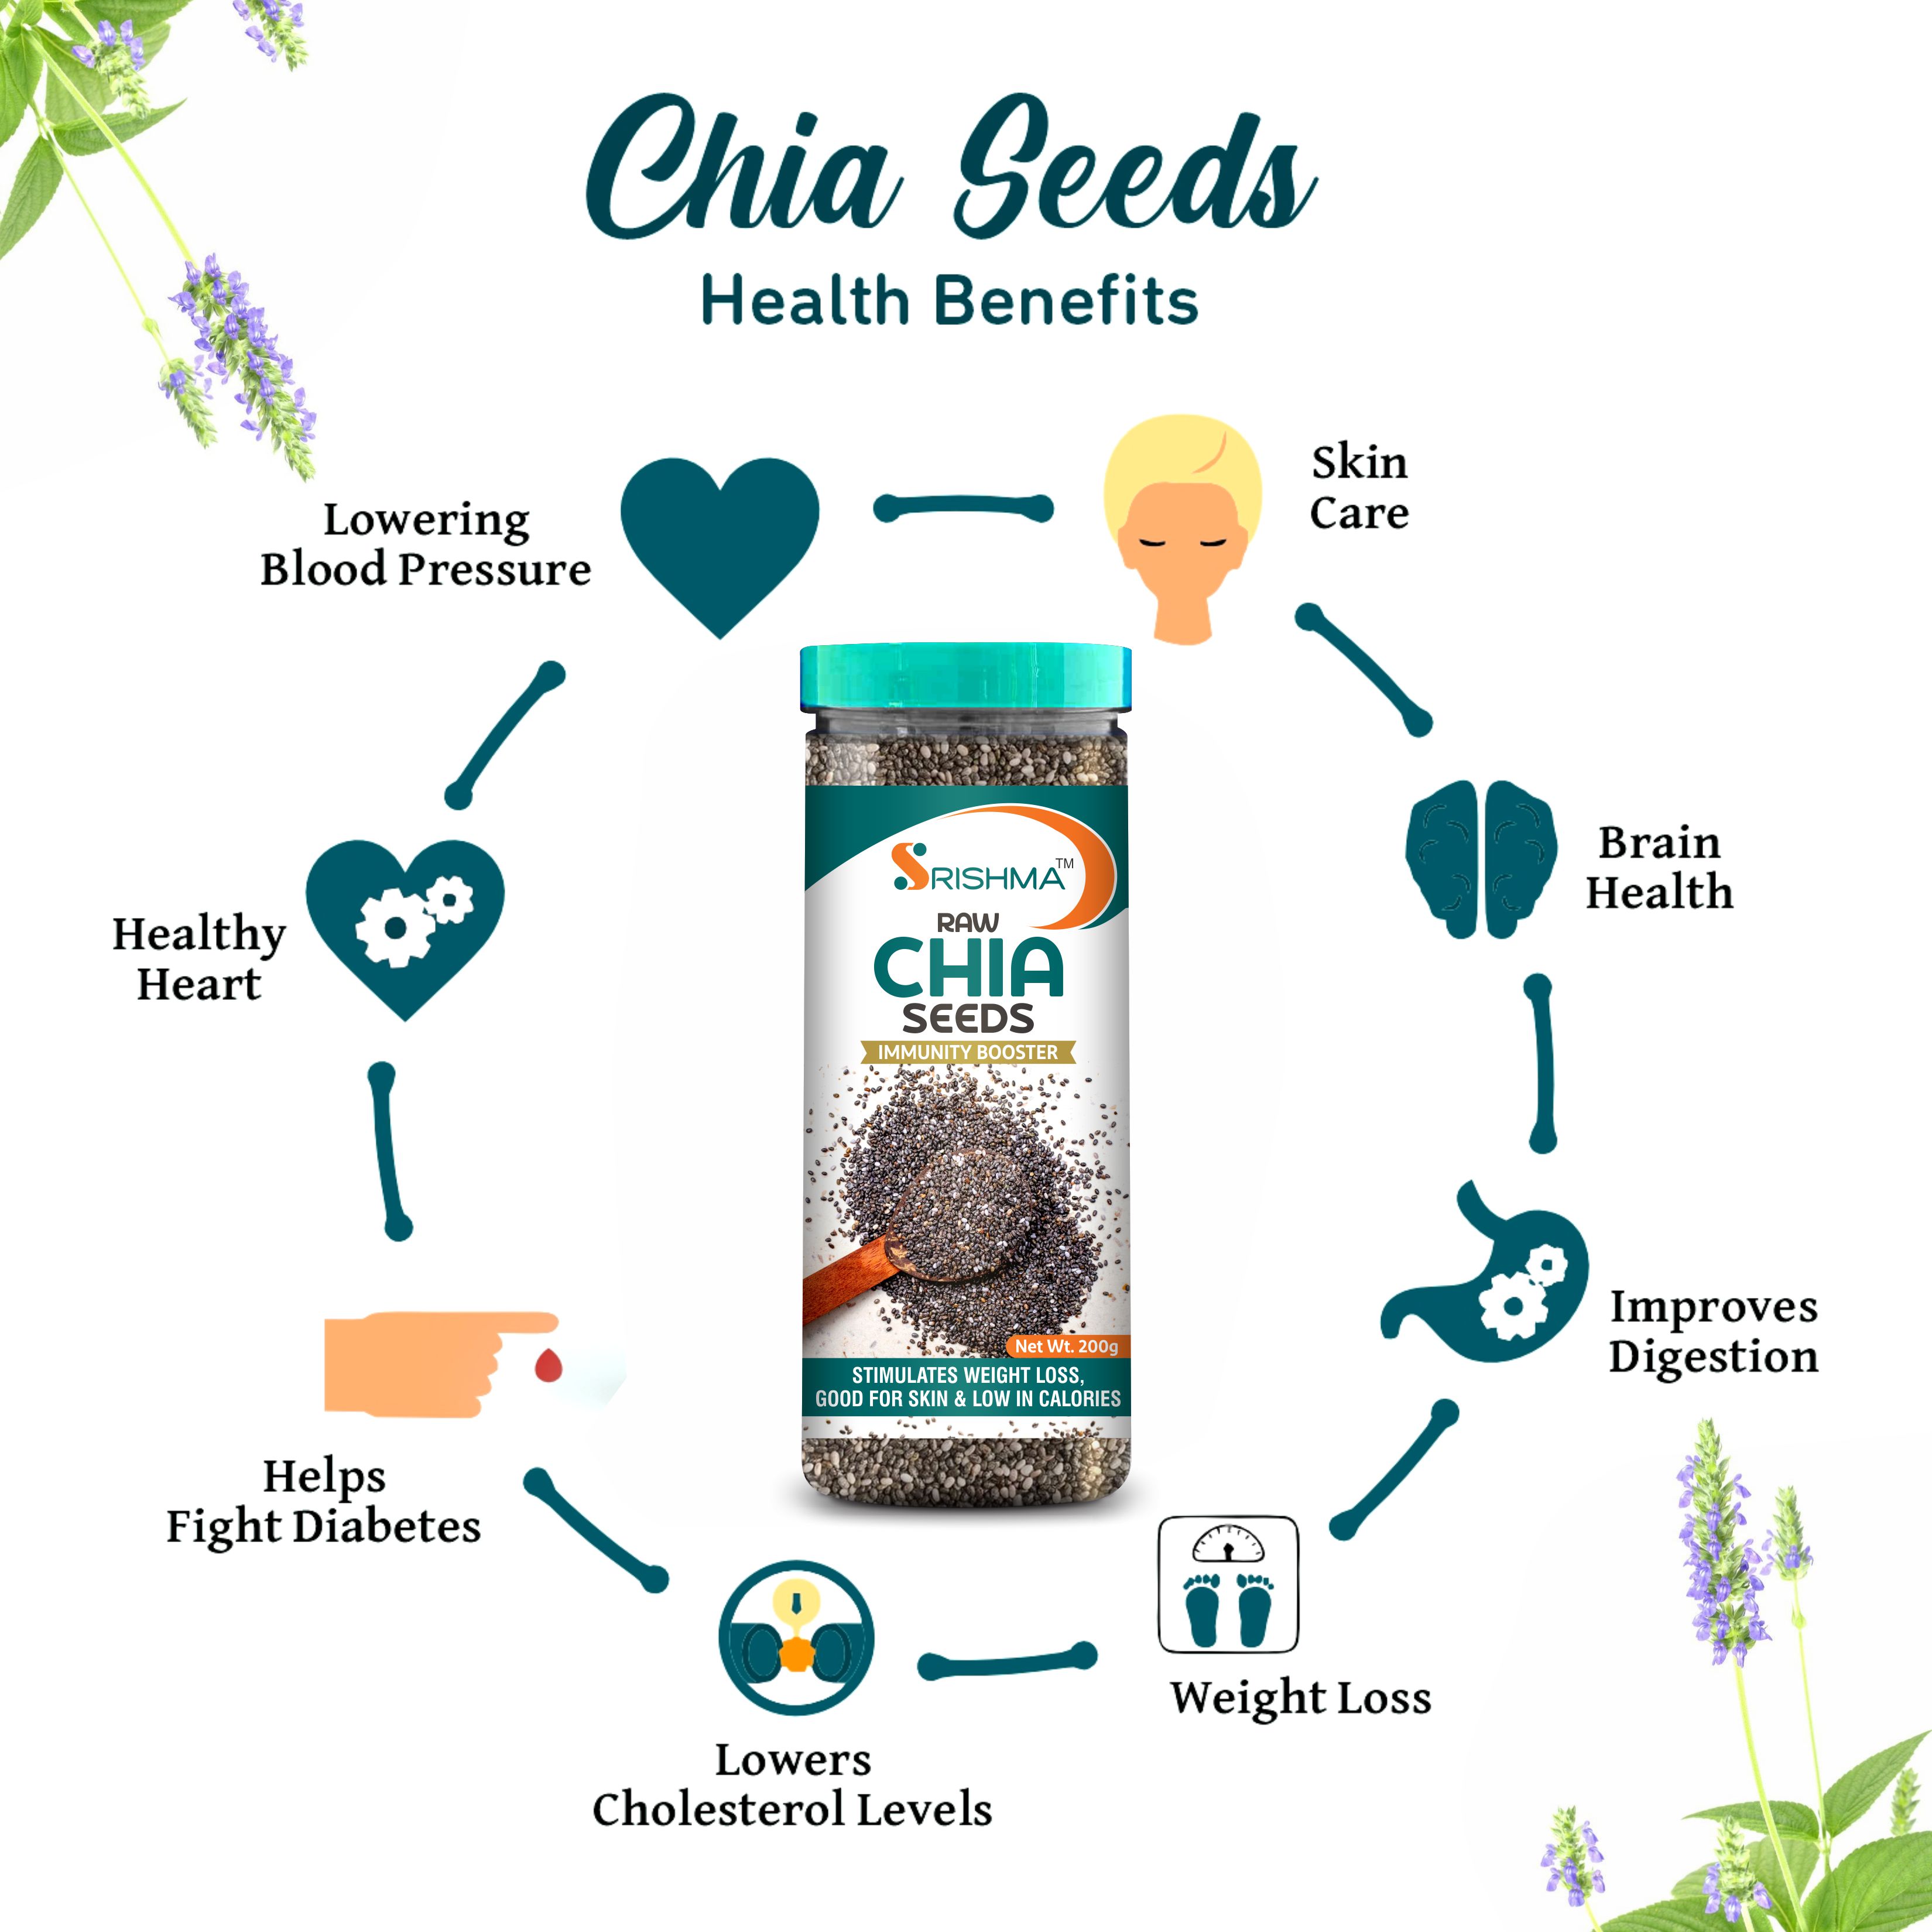 Chia Seeds
Health Benefits
Skin
Care
Lowering
Blood Pressure
Brain
Health
Healthy
Heart
SRISHMA™
RAW
CHIA
SEEDS
IMMUNITY BOOSTER
Net Wt. 200g
STIMULATES WEIGHT LOSS,
GOOD FOR SKIN & LOW IN CALORIES
Improves
Digestion
Helps
Fight Diabetes
Weight Loss
Lowers
Cholesterol Levels